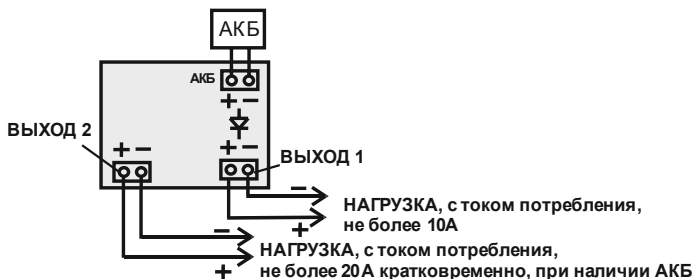 АКБ
АКБ
+ −
+ −
ВЫХОД 2
+ −
ВЫХОД 1
−
+
НАГРУЗКА, с током потребления,
не более 10А
−
+
НАГРУЗКА, с током потребления,
не более 20А кратковременно, при наличии АКБ